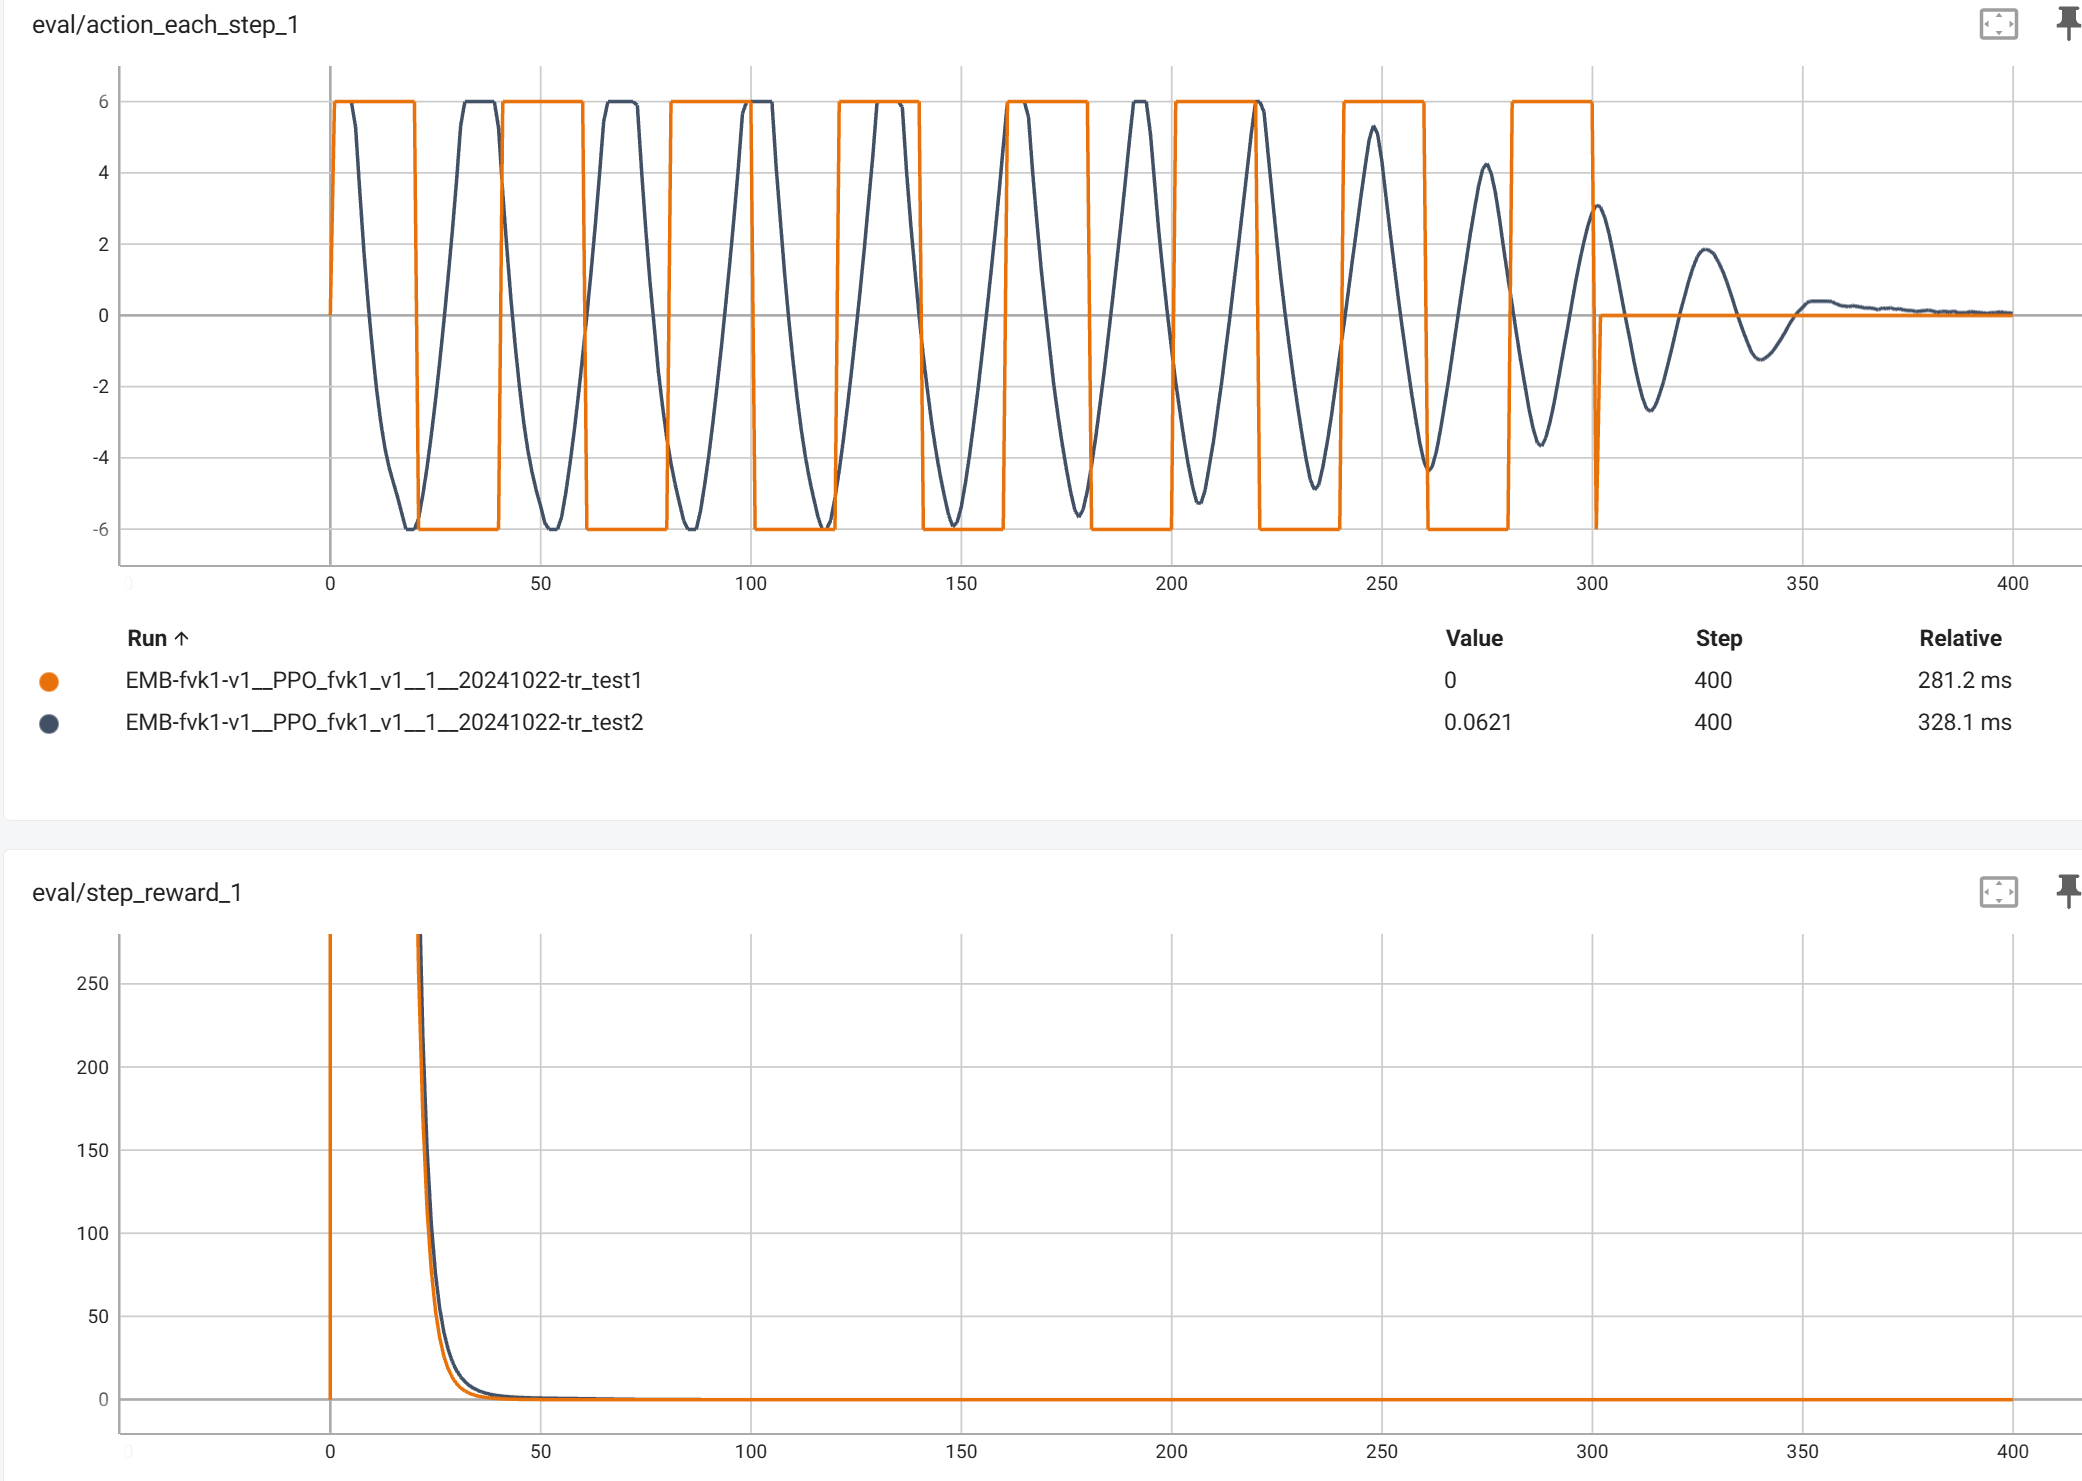 eval/action_each_step_1
6
4
2
0
-2
-4
-6
0 0 50 100 150 200 250 300 350 400
Run ↑ Value Step Relative
EMB-fvk1-v1__PPO_fvk1_v1__1__20241022-tr_test1 0 400 281.2 ms
EMB-fvk1-v1__PPO_fvk1_v1__1__20241022-tr_test2 0.0621 400 328.1 ms
eval/step_reward_1
250
200
150
100
50
0
0 0 50 100 150 200 250 300 350 400